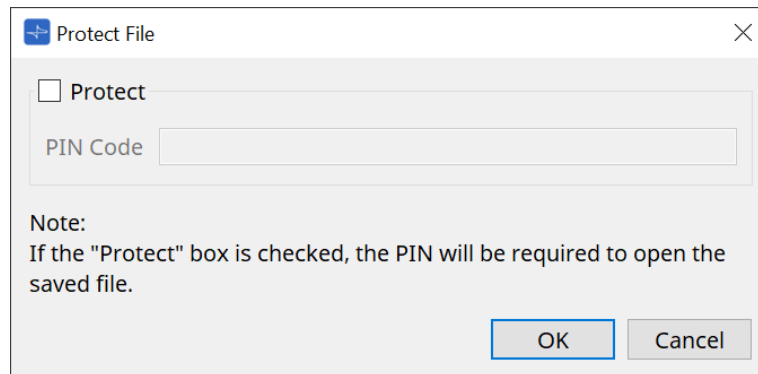 Protect File
Protect
PIN Code
Note:
If the "Protect" box is checked, the PIN will be required to open the
saved file.
OK
Cancel